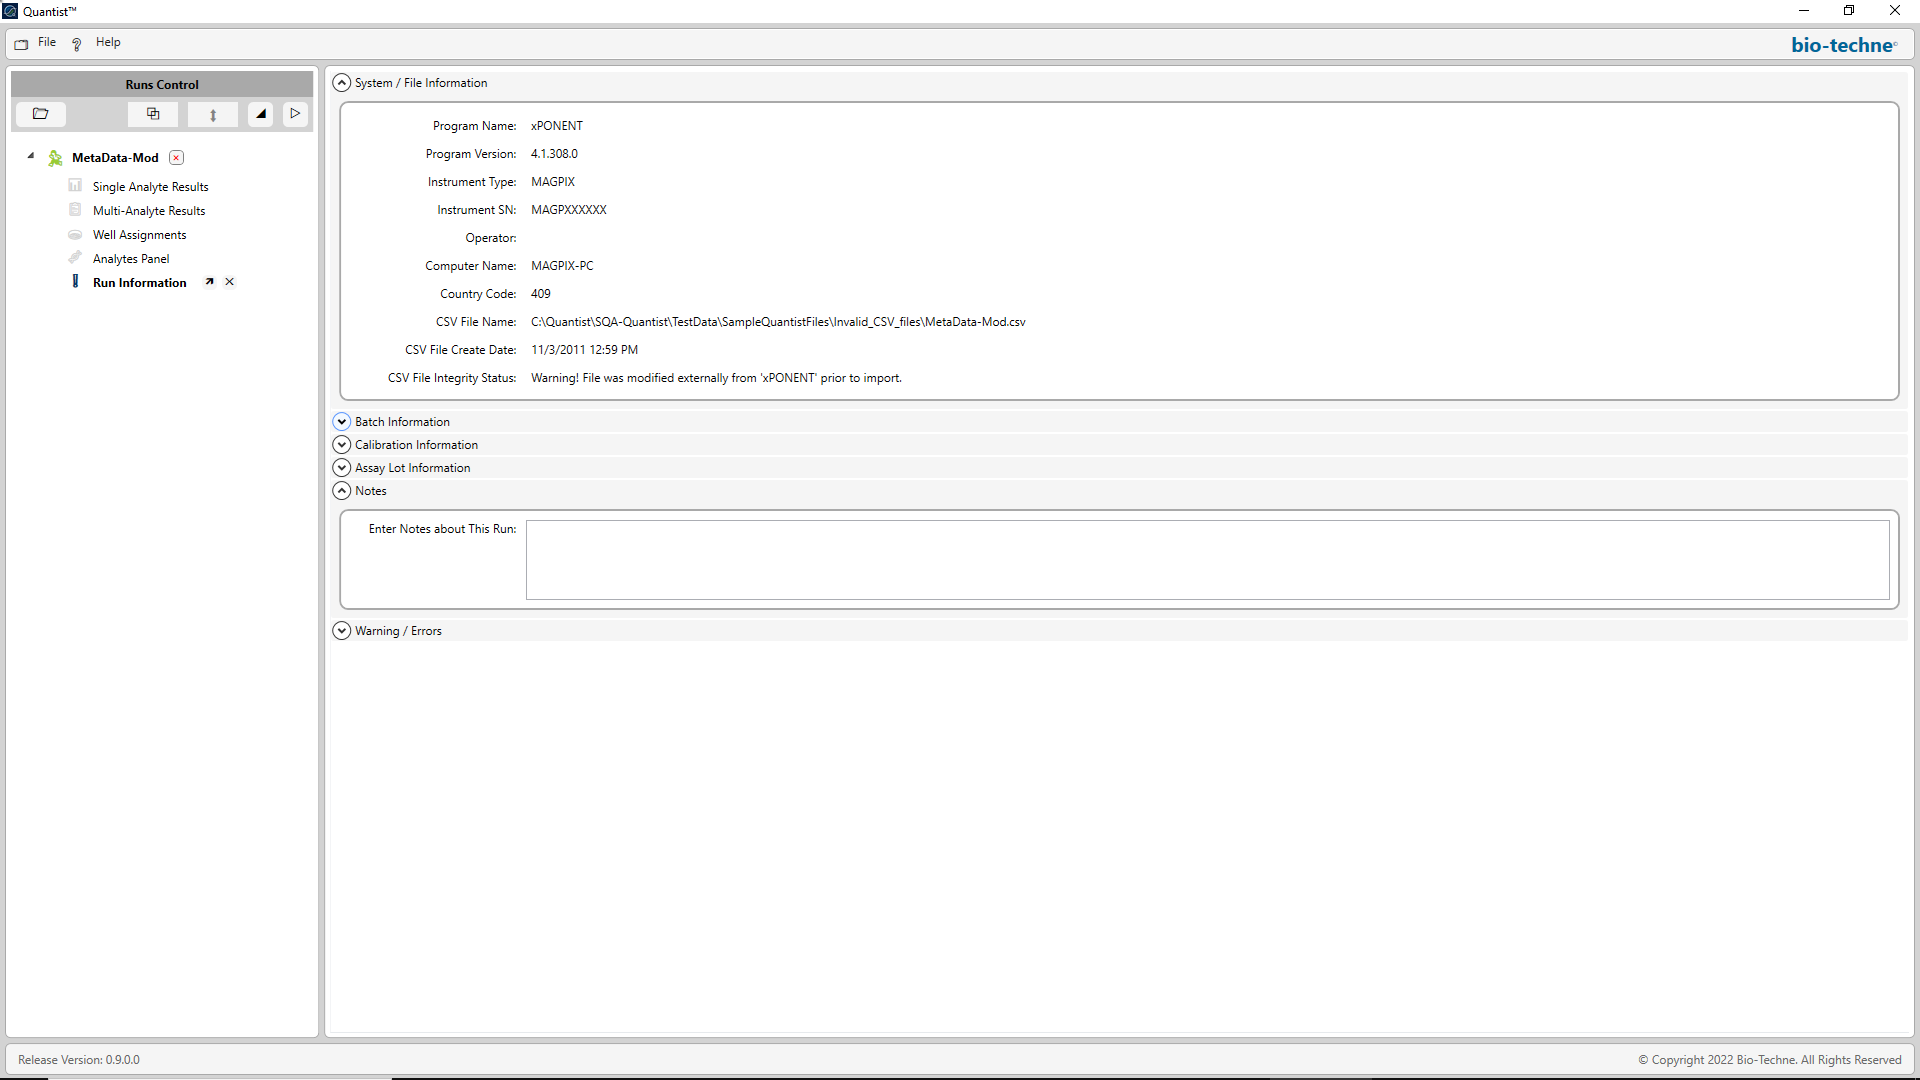 Quantist™
File
Help
bio-techne®
Runs Control
MetaData-Mod
Single Analyte Results
Multi-Analyte Results
Well Assignments
Analytes Panel
Run Information
System / File Information
Program Name: xPONENT
Program Version: 4.1.308.0
Instrument Type: MAGPIX
Instrument SN: MAGPXXXXXX
Operator:
Computer Name: MAGPIX-PC
Country Code: 409
CSV File Name: C:\Quantist\SQA-Quantist\TestData\SampleQuantistFiles\Invalid_CSV_files\MetaData-Mod.csv
CSV File Create Date: 11/3/2011 12:59 PM
CSV File Integrity Status: Warning! File was modified externally from 'xPONENT' prior to import.
Batch Information
Calibration Information
Assay Lot Information
Notes
Enter Notes about This Run:
Warning / Errors
Release Version: 0.9.0.0
© Copyright 2022 Bio-Techne. All Rights Reserved